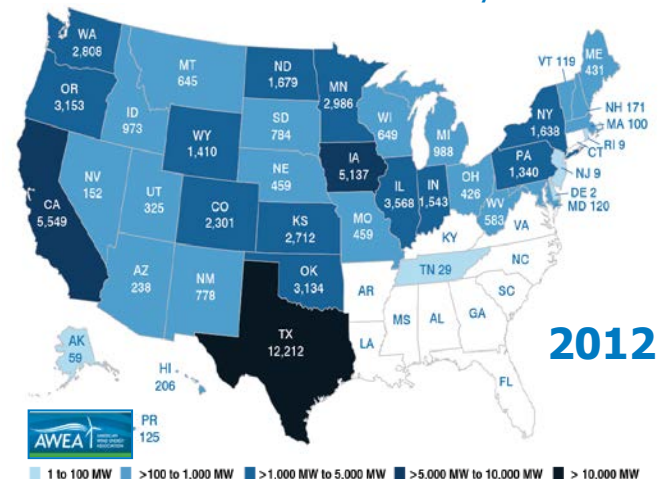 WA
2,808
OR
3,153
CA
5,549
ID
973
NV
152
MT
645
WY
1,410
UT
325
AZ
238
CO
2,301
NM
778
ND
1,679
SD
784
NE
459
KS
2,712
OK
3,134
TX
12,212
MN
2,986
IA
5,137
MO
459
AR
LA
WI
649
IL
3,568
MI
988
IN
1,543
OH
426
KY
TN 29
MS
AL
GA
FL
SC
NC
VA
WV
583
PA
1,340
NY
1,638
VT 119
ME
431
NH 171
MA 100
RI 9
CT
NJ 9
DE 2
MD 120
AK
59
HI
206
PR
125
2012
AWEA
AMERICAN
WIND ENERGY
ASSOCIATION
1 to 100 MW >100 to 1,000 MW >1,000 MW to 5,000 MW >5,000 MW to 10,000 MW > 10,000 MW